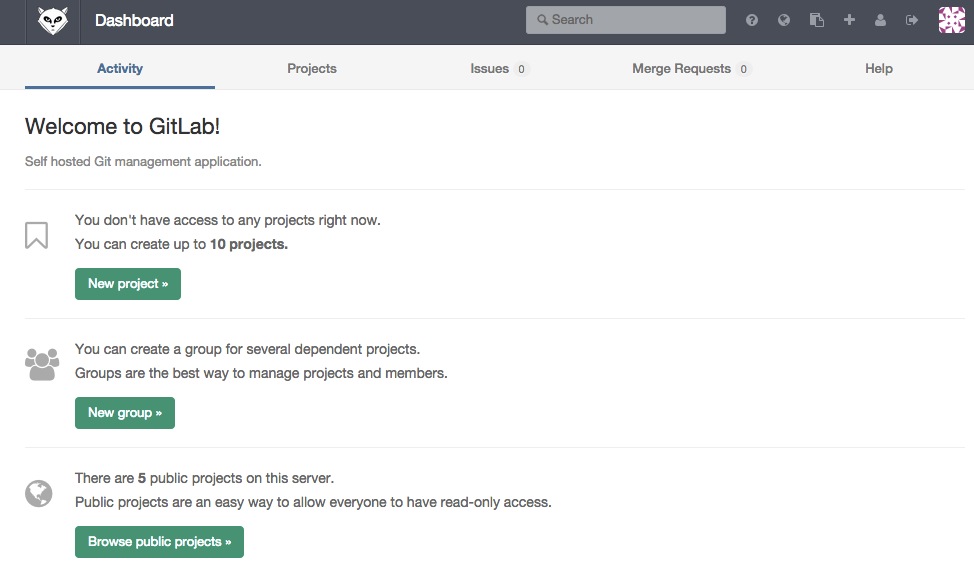 Dashboard
Search
Activity
Projects
Issues 0
Merge Requests 0
Help
Welcome to GitLab!
Self hosted Git management application.
You don't have access to any projects right now.
You can create up to 10 projects.
New project »
You can create a group for several dependent projects.
Groups are the best way to manage projects and members.
New group »
There are 5 public projects on this server.
Public projects are an easy way to allow everyone to have read-only access.
Browse public projects »